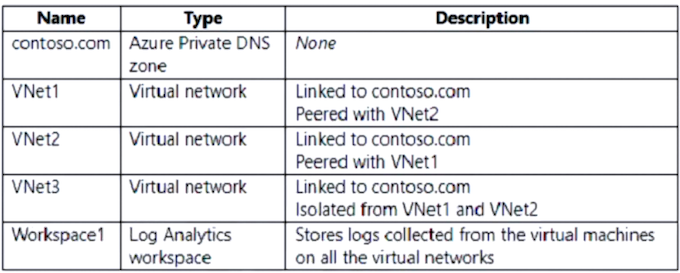 Name Type Description
contoso.com Azure Private DNS None
zone
VNet1 Virtual network Linked to contoso.com
Peered with VNet2
VNet2 Virtual network Linked to contoso.com
Peered with VNet1
VNet3 Virtual network Linked to contoso.com
Isolated from VNet1 and VNet2
Workspace1 Log Analytics Stores logs collected from the virtual machines
workspace on all the virtual networks